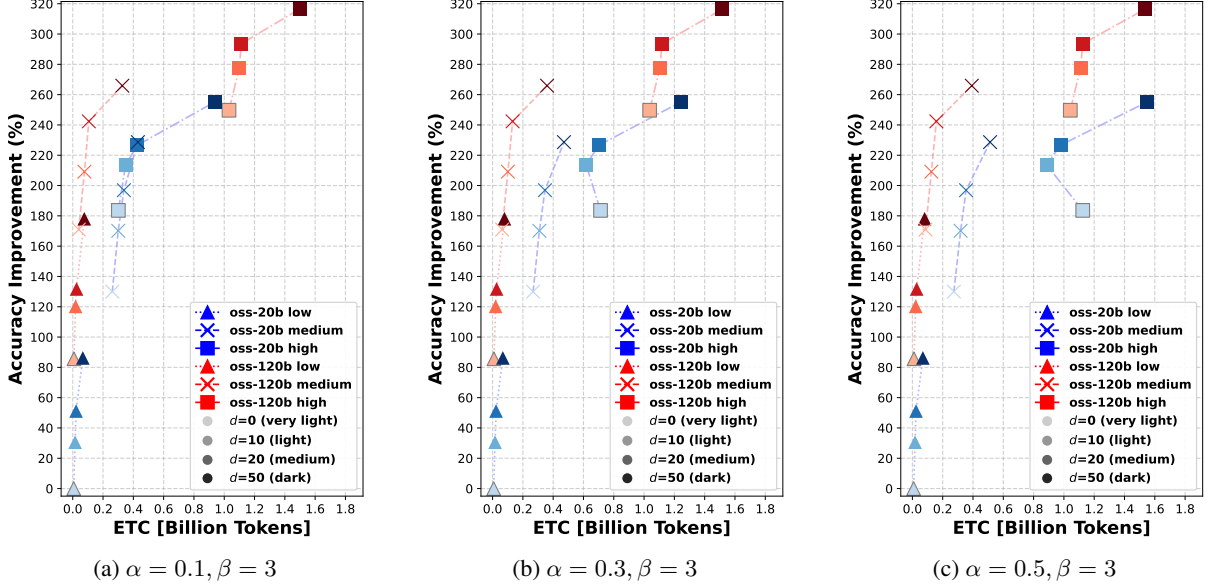 Accuracy Improvement (%)
320
300
280
260
240
220
200
180
160
140
120
100
80
60
40
20
0
oss-20b low
oss-20b medium
oss-20b high
oss-120b low
oss-120b medium
oss-120b high
d=0 (very light)
d=10 (light)
d=20 (medium)
d=50 (dark)
0.0 0.2 0.4 0.6 0.8 1.0 1.2 1.4 1.6 1.8
ETC [Billion Tokens]
(a) α = 0.1, β = 3
Accuracy Improvement (%)
320
300
280
260
240
220
200
180
160
140
120
100
80
60
40
20
0
oss-20b low
oss-20b medium
oss-20b high
oss-120b low
oss-120b medium
oss-120b high
d=0 (very light)
d=10 (light)
d=20 (medium)
d=50 (dark)
0.0 0.2 0.4 0.6 0.8 1.0 1.2 1.4 1.6 1.8
ETC [Billion Tokens]
(b) α = 0.3, β = 3
Accuracy Improvement (%)
320
300
280
260
240
220
200
180
160
140
120
100
80
60
40
20
0
oss-20b low
oss-20b medium
oss-20b high
oss-120b low
oss-120b medium
oss-120b high
d=0 (very light)
d=10 (light)
d=20 (medium)
d=50 (dark)
0.0 0.2 0.4 0.6 0.8 1.0 1.2 1.4 1.6 1.8
ETC [Billion Tokens]
(c) α = 0.5, β = 3